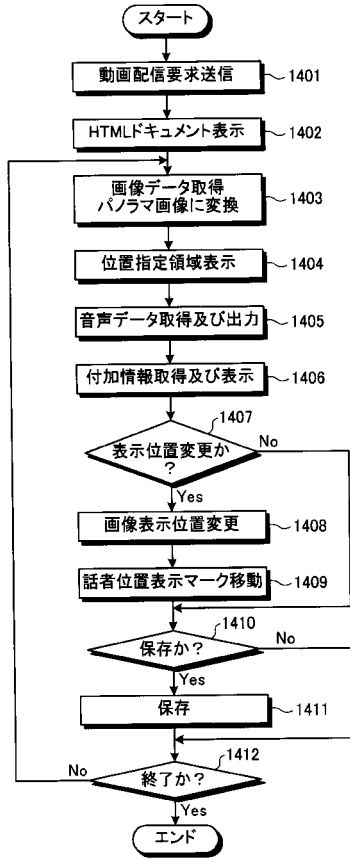 スタート
動画配信要求送信
1401
HTMLドキュメント表示
1402
画像データ取得
パノラマ画像に変換
1403
位置指定領域表示
1404
音声データ取得及び出力
1405
付加情報取得及び表示
1406
1407
表示位置変更か
?
No
Yes
画像表示位置変更
1408
話者位置表示マーク移動
1409
1410
保存か?
No
Yes
保存
1411
1412
終了か?
No
Yes
エンド